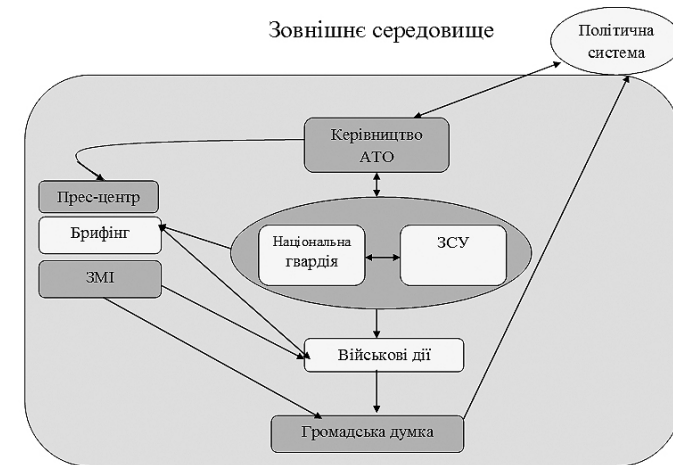 Зовнішнє середовище
Політична
система
Керівництво
АТО
Прес-центр
Брифінг
ЗМІ
Національна
гвардія
ЗСУ
Військові дії
Громадська думка